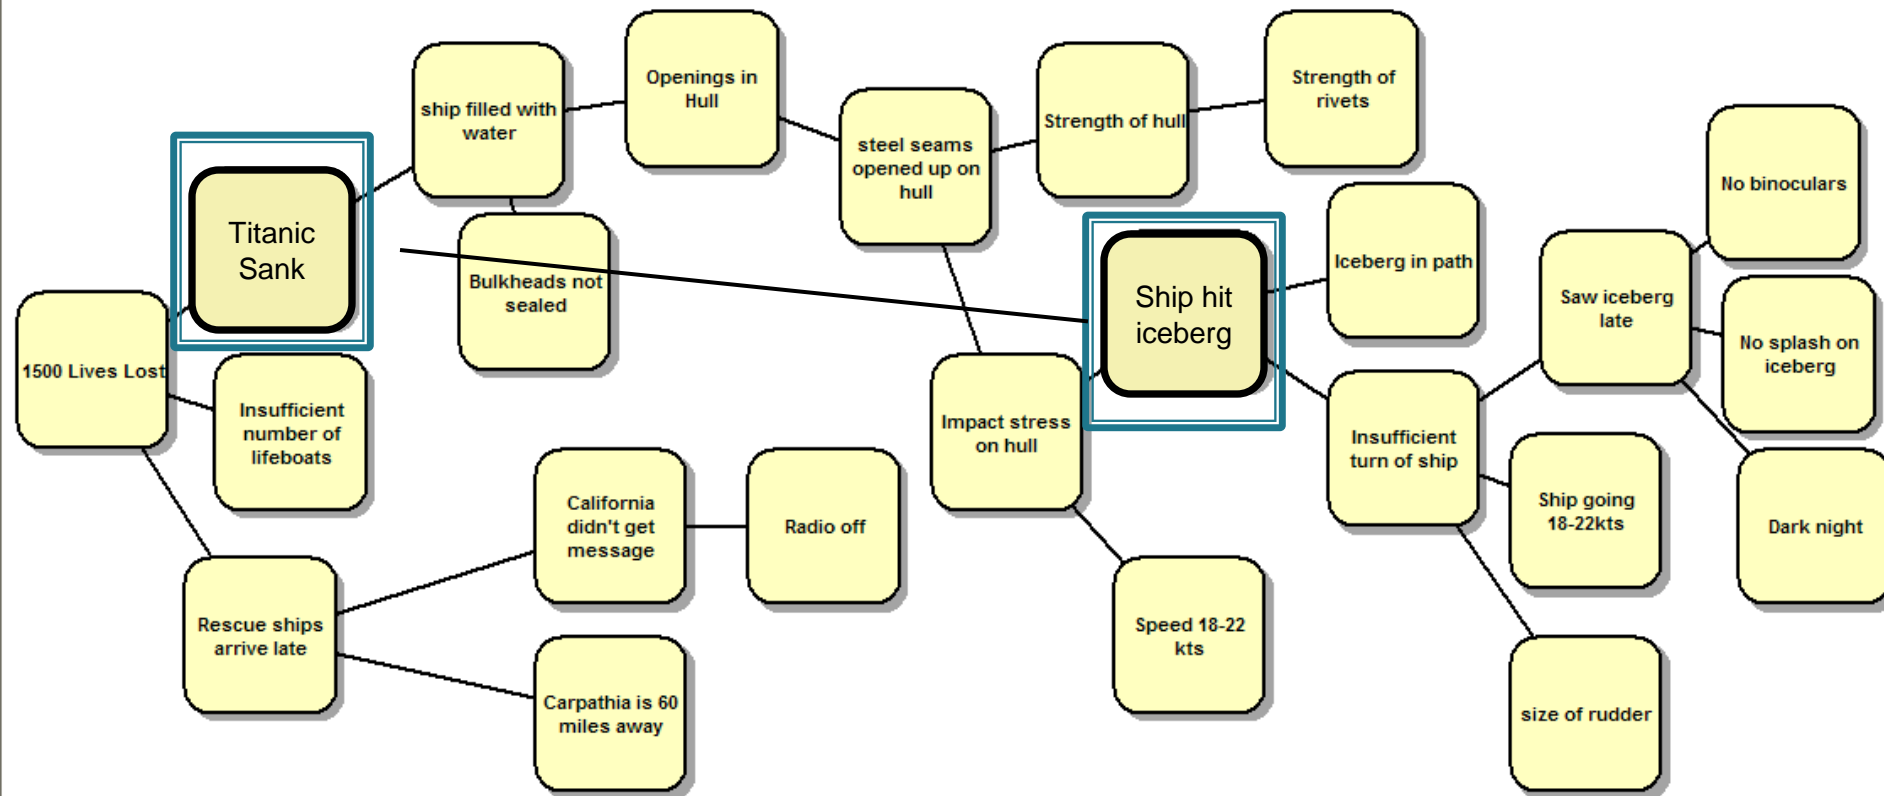 Titanic
Sank
ship filled with
water
Openings in
Hull
steel seams
opened up on
hull
Strength of hull
Strength of
rivets
Bulkheads not
sealed
Ship hit
iceberg
Iceberg in path
Saw iceberg
late
No binoculars
No splash on
iceberg
Dark night
Insufficient
turn of ship
Ship going
18-22kts
size of rudder
Impact stress
on hull
Speed 18-22
kts
1500 Lives Lost
Insufficient
number of
lifeboats
Rescue ships
arrive late
California
didn't get
message
Radio off
Carpathia is 60
miles away